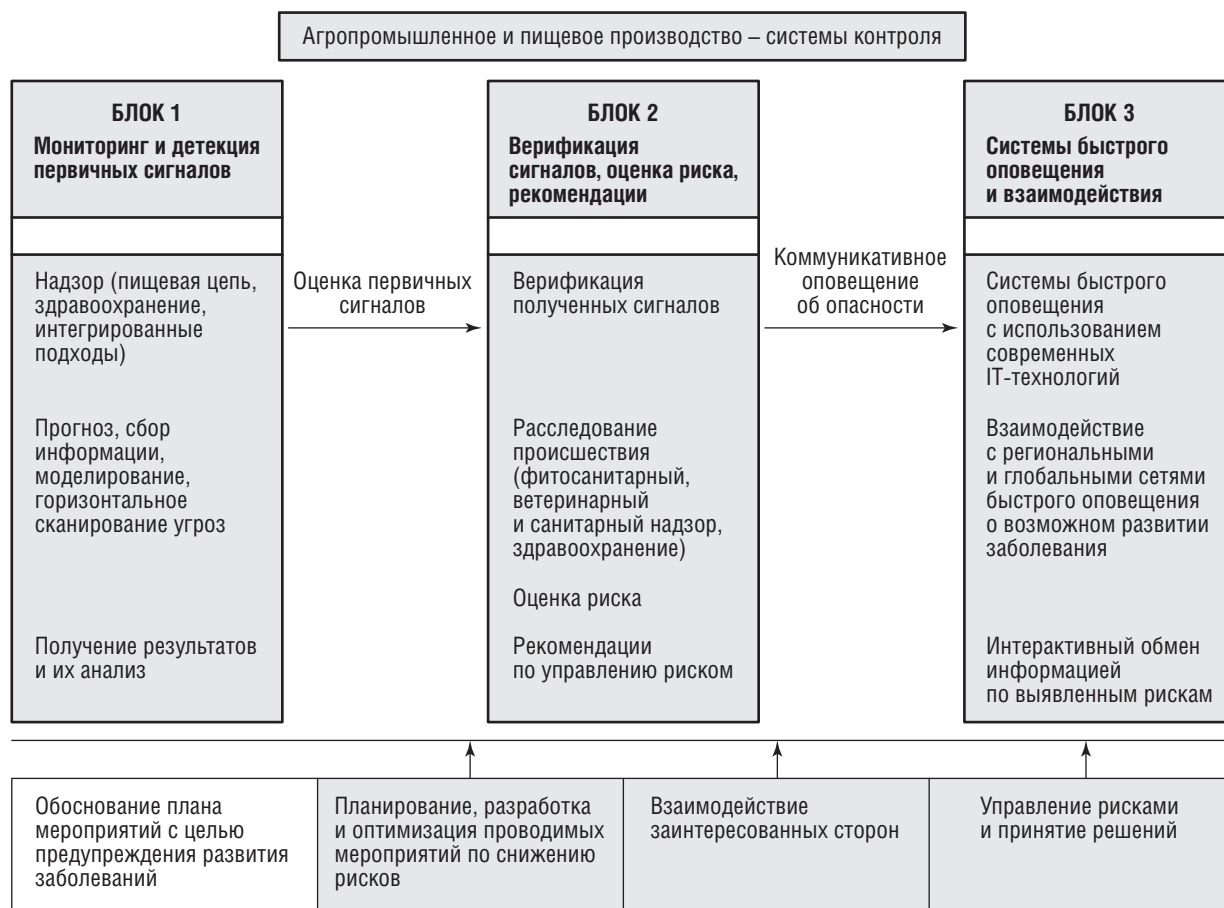 Агропромышленное и пищевое производство – системы контроля
БЛОК 1
Мониторинг и детекция
первичных сигналов
Надзор (пищевая цепь,
здравоохранение,
интегрированные
подходы)
Прогноз, сбор
информации,
моделирование,
горизонтальное
сканирование угроз
Получение результатов
и их анализ
Оценка первичных
сигналов
БЛОК 2
Верификация
сигналов, оценка риска,
рекомендации
Верификация
полученных сигналов
Расследование
происшествия
(фитосанитарный,
ветеринарный
и санитарный надзор,
здравоохранение)
Оценка риска
Рекомендации
по управлению риском
Коммуникативное
оповещение
об опасности
БЛОК 3
Системы быстрого
оповещения
и взаимодействия
Системы быстрого
оповещения
с использованием
современных
IT-технологий
Взаимодействие
с региональными
и глобальными сетями
быстрого оповещения
о возможном развитии
заболевания
Интерактивный обмен
информацией
по выявленным рискам
Обоснование плана
мероприятий с целью
предупреждения развития
заболеваний
Планирование, разработка
и оптимизация проводимых
мероприятий по снижению
рисков
Взаимодействие
заинтересованных сторон
Управление рисками
и принятие решений